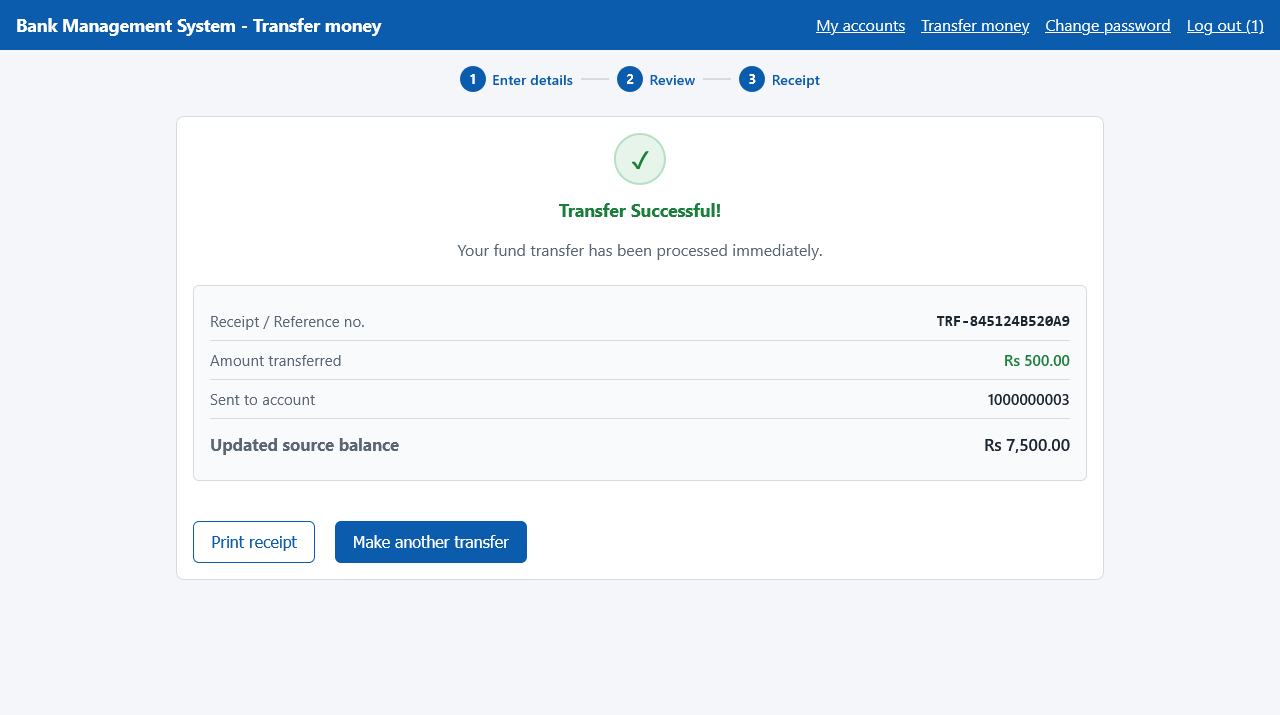 Bank Management System - Transfer money
My accounts Transfer money Change password Log out (1)
1 Enter details 2 Review 3 Receipt
✓
Transfer Successful!
Your fund transfer has been processed immediately.
Receipt / Reference no. TRF-845124B520A9
Amount transferred Rs 500.00
Sent to account 1000000003
Updated source balance Rs 7,500.00
Print receipt Make another transfer